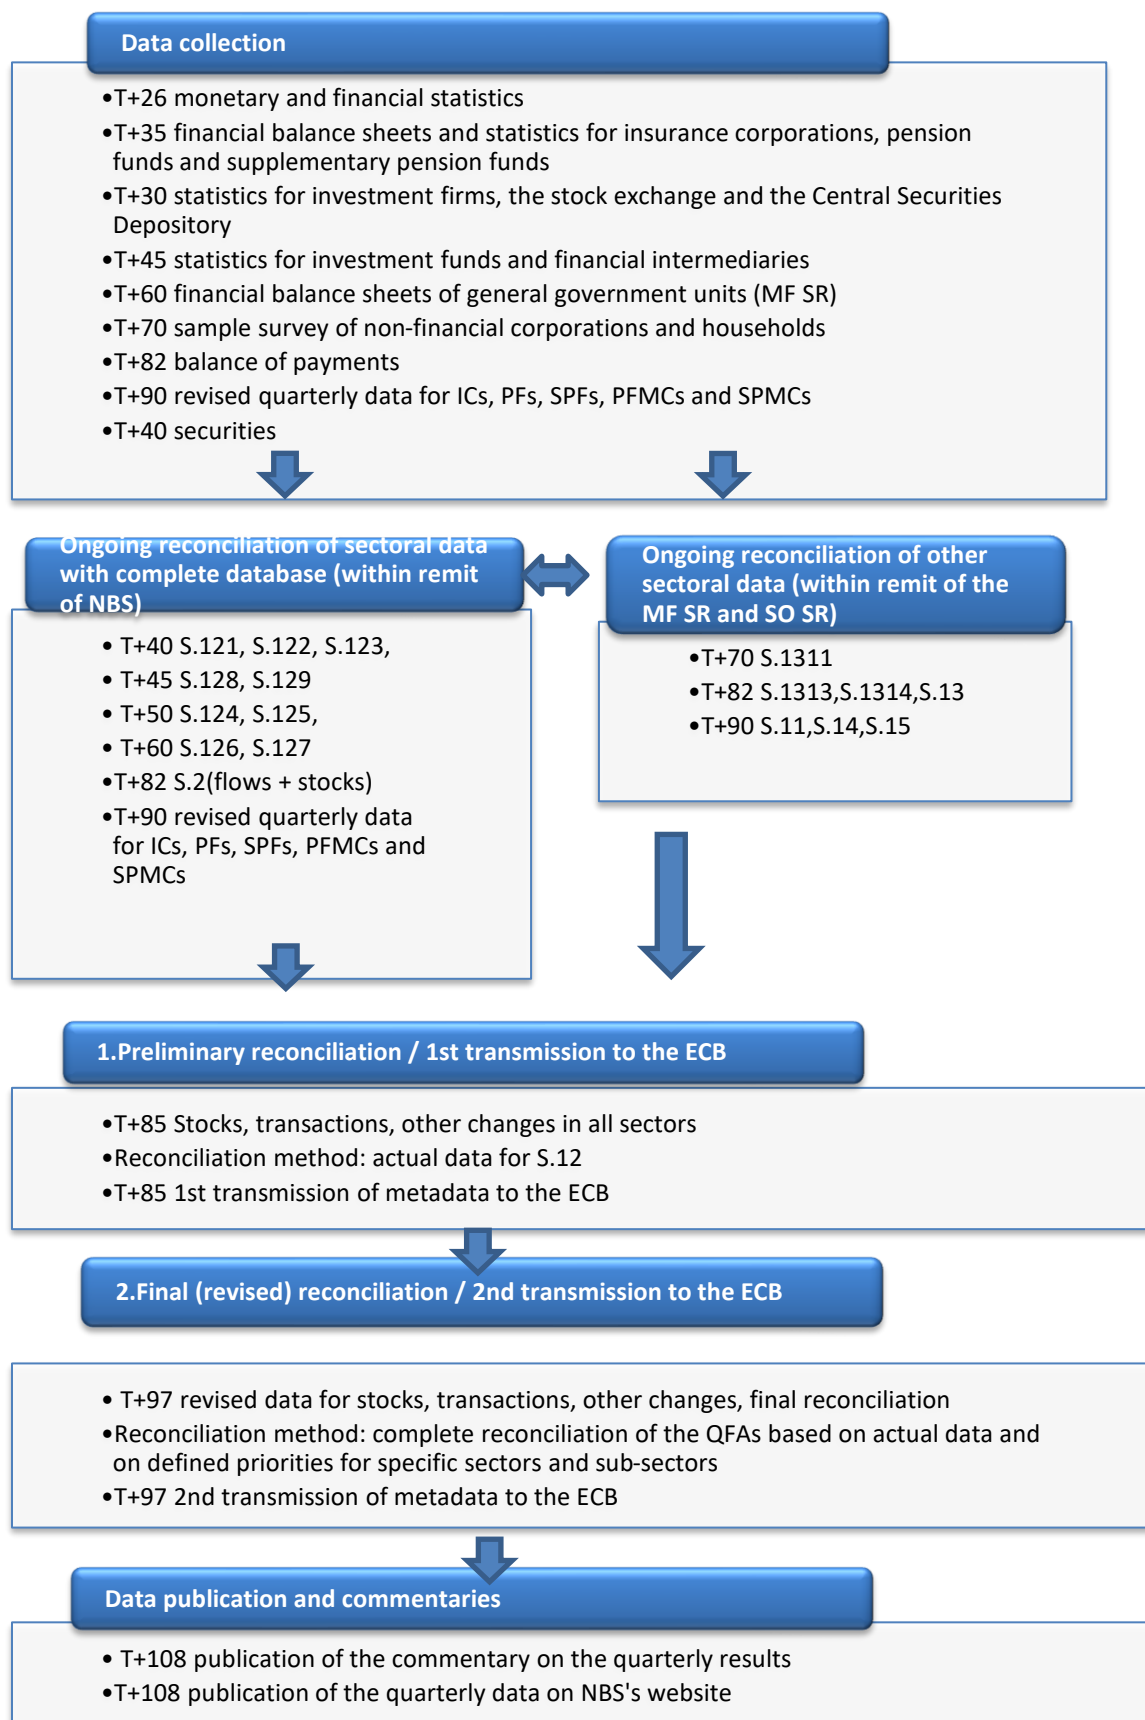 Data collection
•T+26 monetary and financial statistics
•T+35 financial balance sheets and statistics for insurance corporations, pension
funds and supplementary pension funds
•T+30 statistics for investment firms, the stock exchange and the Central Securities
Depository
•T+45 statistics for investment funds and financial intermediaries
•T+60 financial balance sheets of general government units (MF SR)
•T+70 sample survey of non-financial corporations and households
•T+82 balance of payments
•T+90 revised quarterly data for ICs, PFs, SPFs, PFMCs and SPMCs
•T+40 securities
Ongoing reconciliation of sectoral data
with complete database (within remit
of NBS)
• T+40 S.121, S.122, S.123,
• T+45 S.128, S.129
• T+50 S.124, S.125,
• T+60 S.126, S.127
•T+82 S.2(flows + stocks)
•T+90 revised quarterly data
for ICs, PFs, SPFs, PFMCs and
SPMCs
Ongoing reconciliation of other
sectoral data (within remit of the
MF SR and SO SR)
•T+70 S.1311
•T+82 S.1313,S.1314,S.13
•T+90 S.11,S.14,S.15
1.Preliminary reconciliation / 1st transmission to the ECB
•T+85 Stocks, transactions, other changes in all sectors
•Reconciliation method: actual data for S.12
•T+85 1st transmission of metadata to the ECB
2.Final (revised) reconciliation / 2nd transmission to the ECB
• T+97 revised data for stocks, transactions, other changes, final reconciliation
•Reconciliation method: complete reconciliation of the QFAs based on actual data and
on defined priorities for specific sectors and sub-sectors
•T+97 2nd transmission of metadata to the ECB
Data publication and commentaries
• T+108 publication of the commentary on the quarterly results
•T+108 publication of the quarterly data on NBS's website